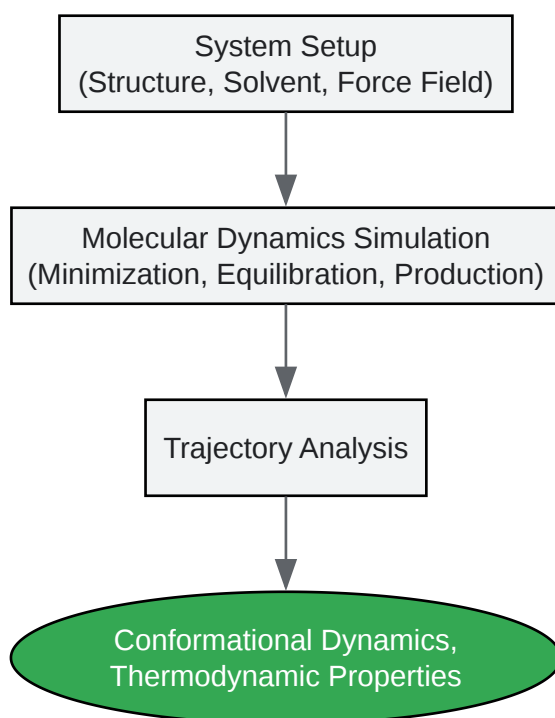 System Setup
(Structure, Solvent, Force Field)
Molecular Dynamics Simulation
(Minimization, Equilibration, Production)
Trajectory Analysis
Conformational Dynamics,
Thermodynamic Properties